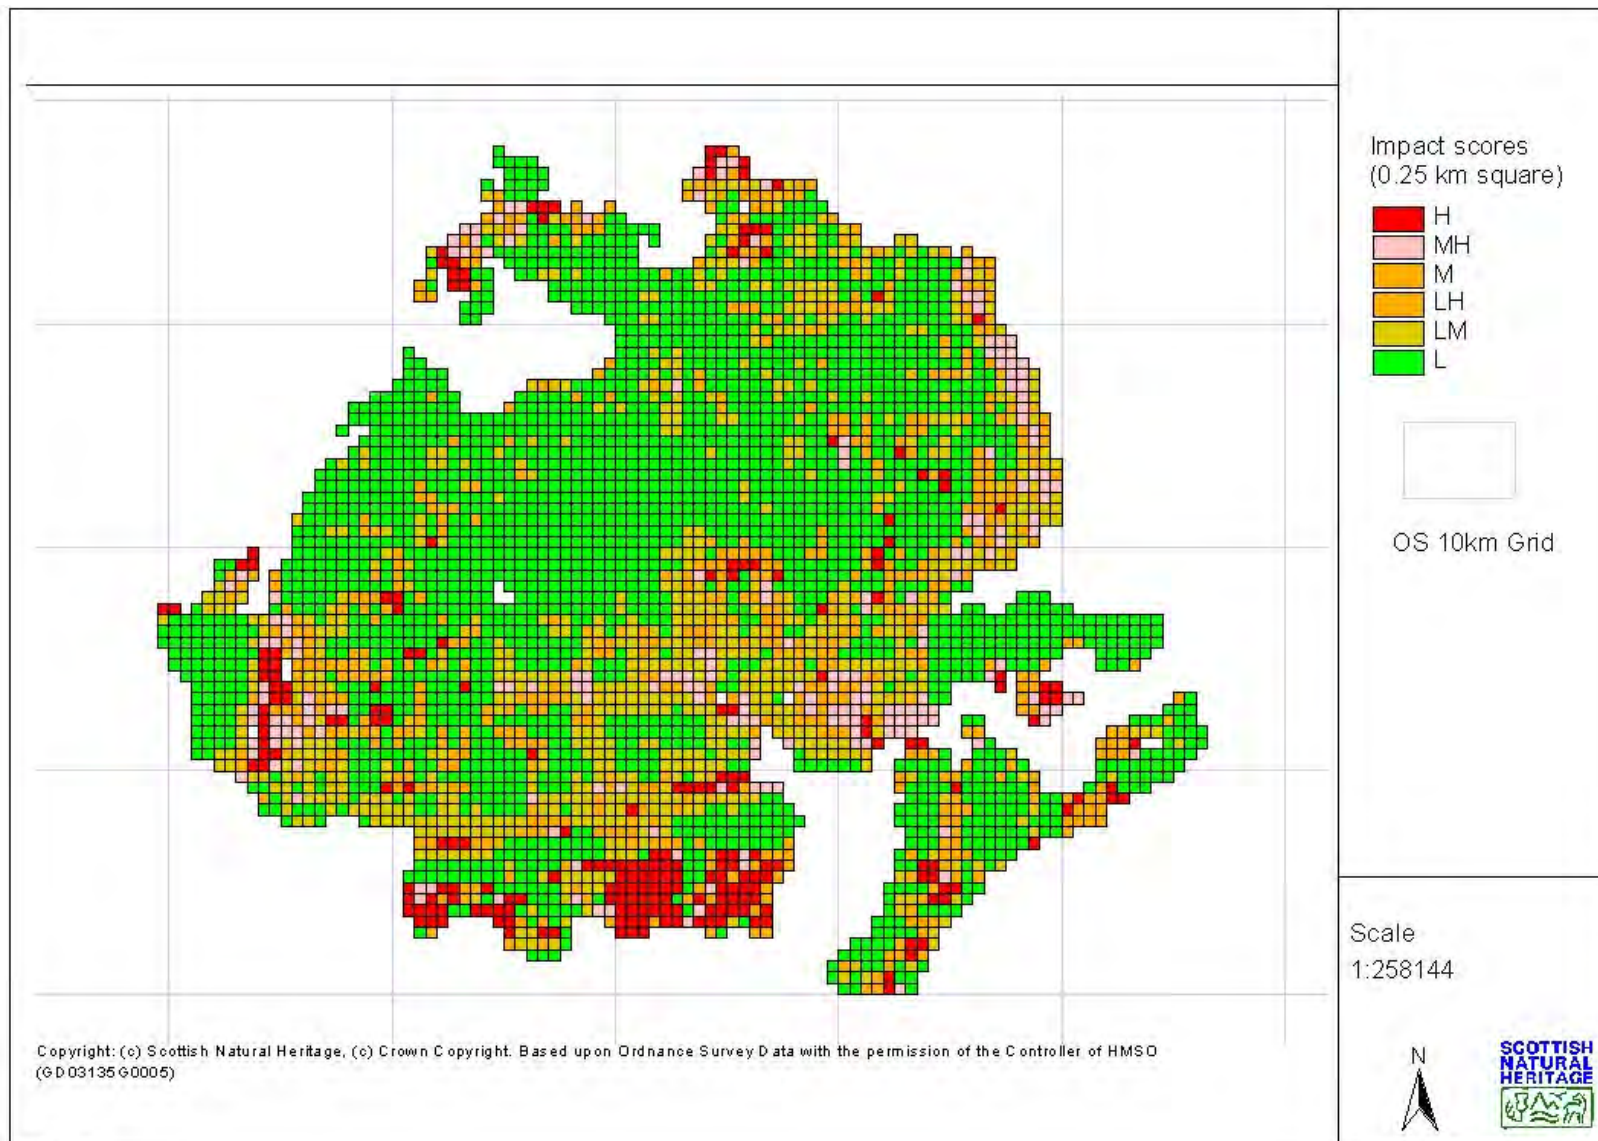 Impact scores
(0.25 km square)
H
MH
M
LH
LM
L
OS 10km Grid
Scale
1:258144
N
SCOTTISH
NATURAL
HERITAGE
Copyright: (c) Scottish Natural Heritage, (c) Crown Copyright. Based upon Ordnance Survey Data with the permission of the Controller of HMSO
(GD03135G0005)